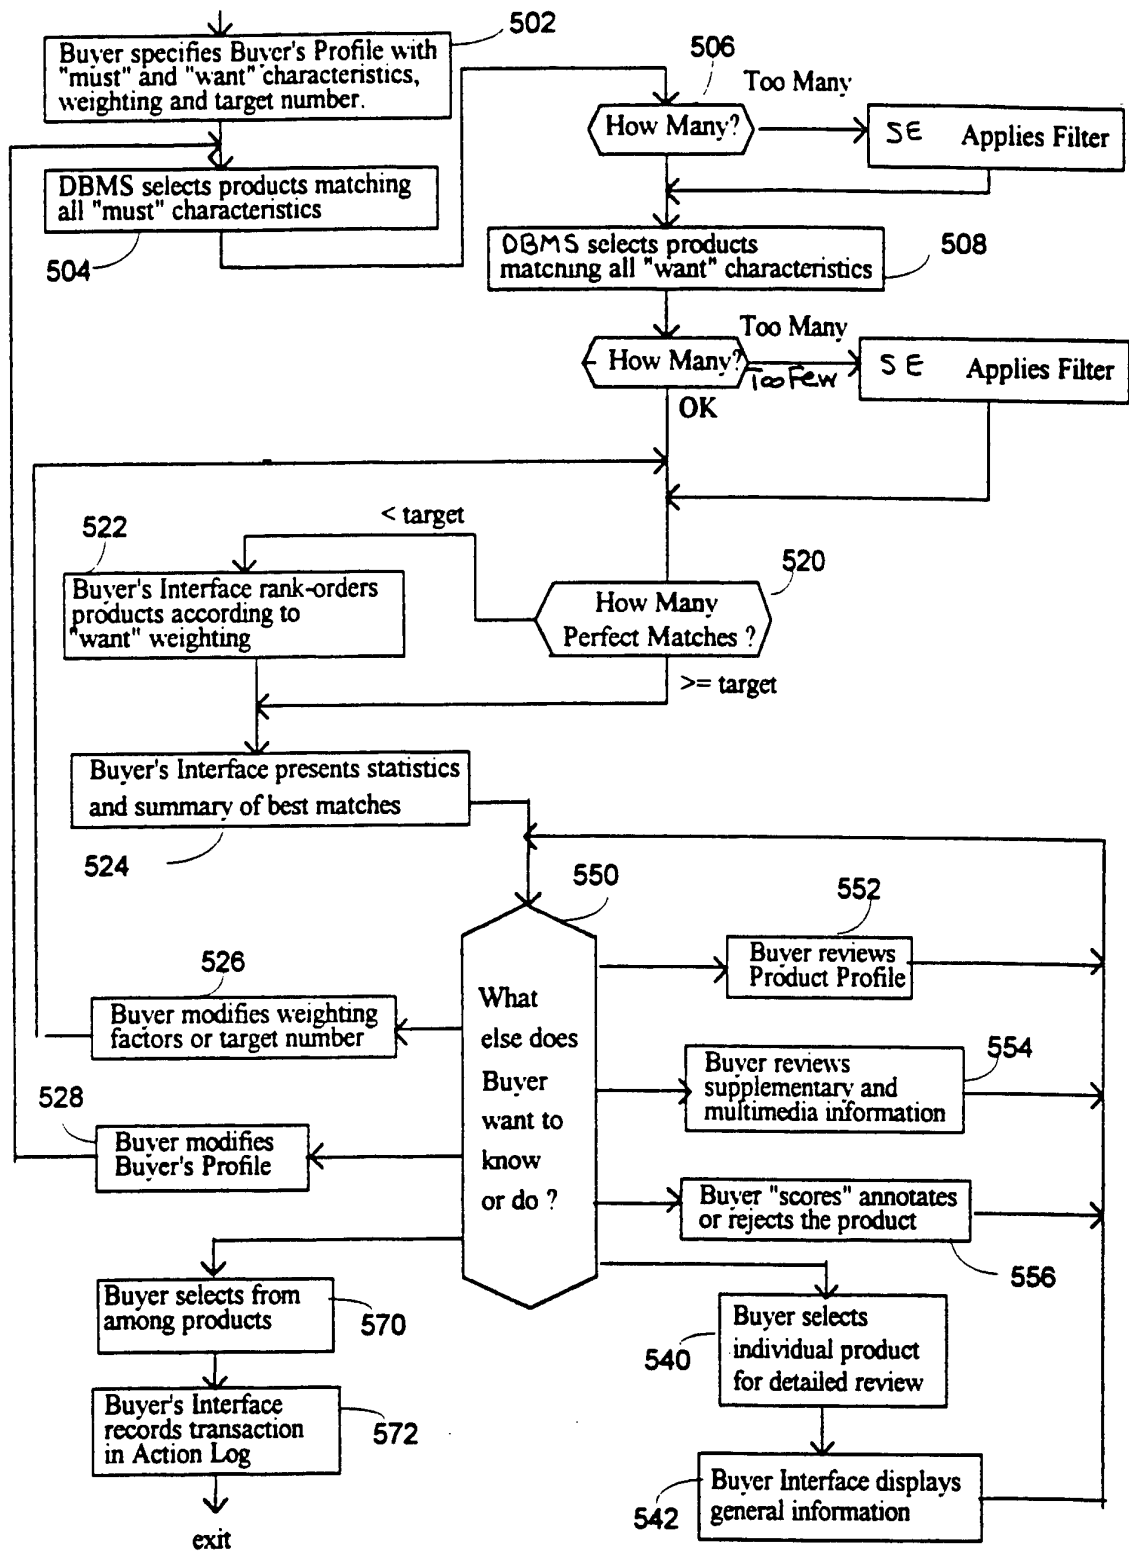 502
Buyer specifies Buyer's Profile with
"must" and "want" characteristics,
weighting and target number.
506
Too Many
How Many?
SE Applies Filter
DBMS selects products matching
all "must" characteristics
504
DBMS selects products
matching all "want" characteristics
508
Too Many
How Many?
Too Few
SE Applies Filter
OK
< target
522
Buyer's Interface rank-orders
products according to
"want" weighting
520
How Many
Perfect Matches ?
>= target
Buyer's Interface presents statistics
and summary of best matches
524
550
What
else does
Buyer
want to
know
or do ?
552
Buyer reviews
Product Profile
526
Buyer modifies weighting
factors or target number
554
Buyer reviews
supplementary and
multimedia information
528
Buyer modifies
Buyer's Profile
Buyer "scores" annotates
or rejects the product
556
Buyer selects from
among products
570
Buyer selects
individual product
for detailed review
540
Buyer's Interface
records transaction
in Action Log
572
Buyer Interface displays
general information
542
exit